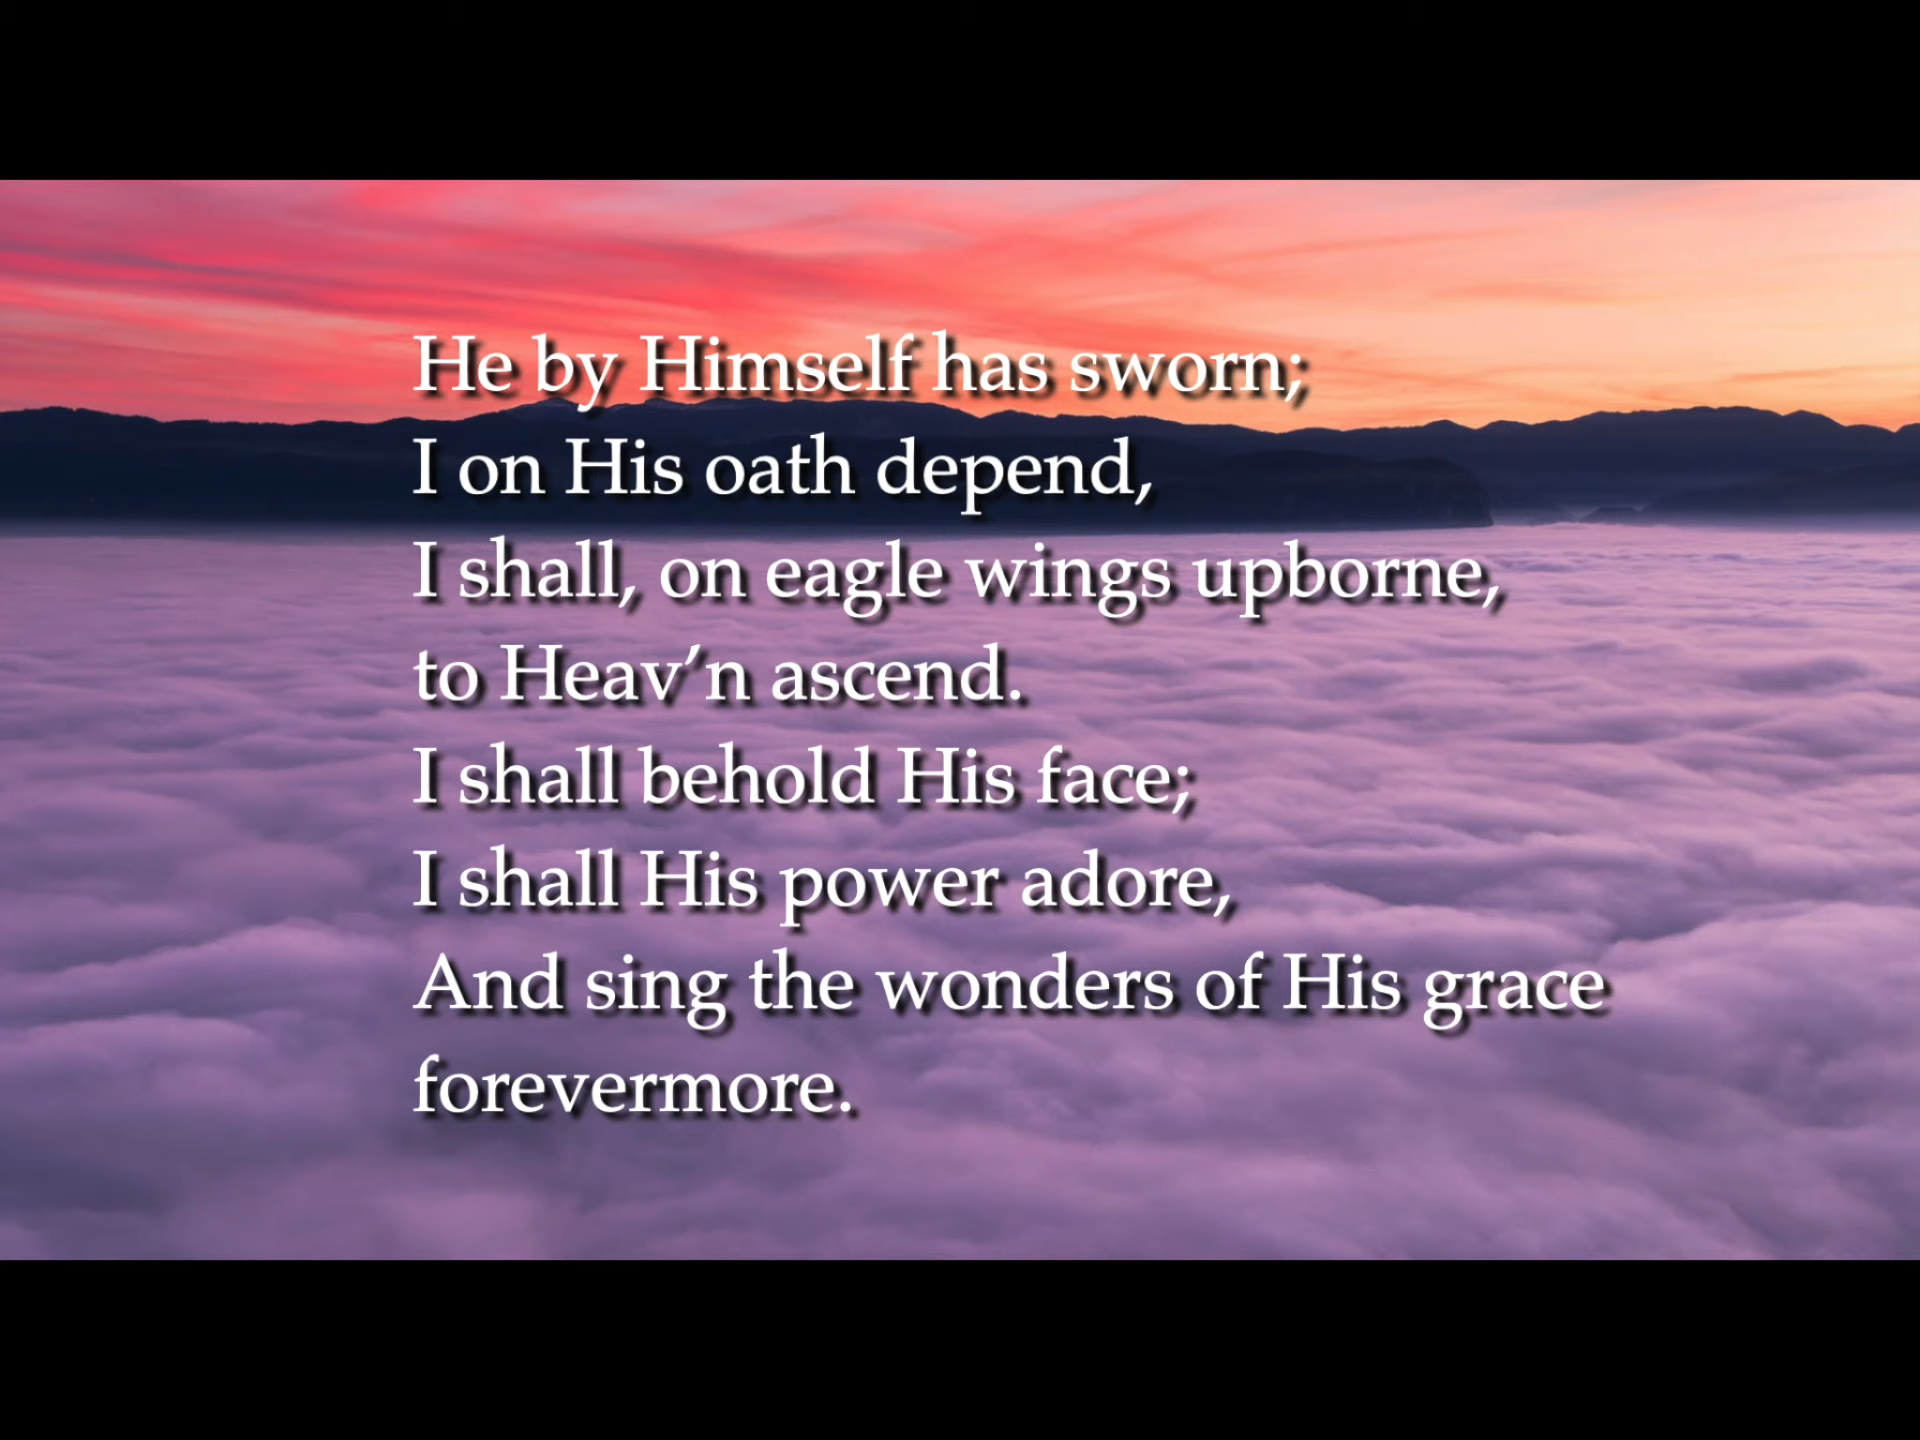 He by Himself has sworn;
I on His oath depend,
I shall, on eagle wings upborne,
to Heav’n ascend.
I shall behold His face;
I shall His power adore,
And sing the wonders of His grace
forevermore.